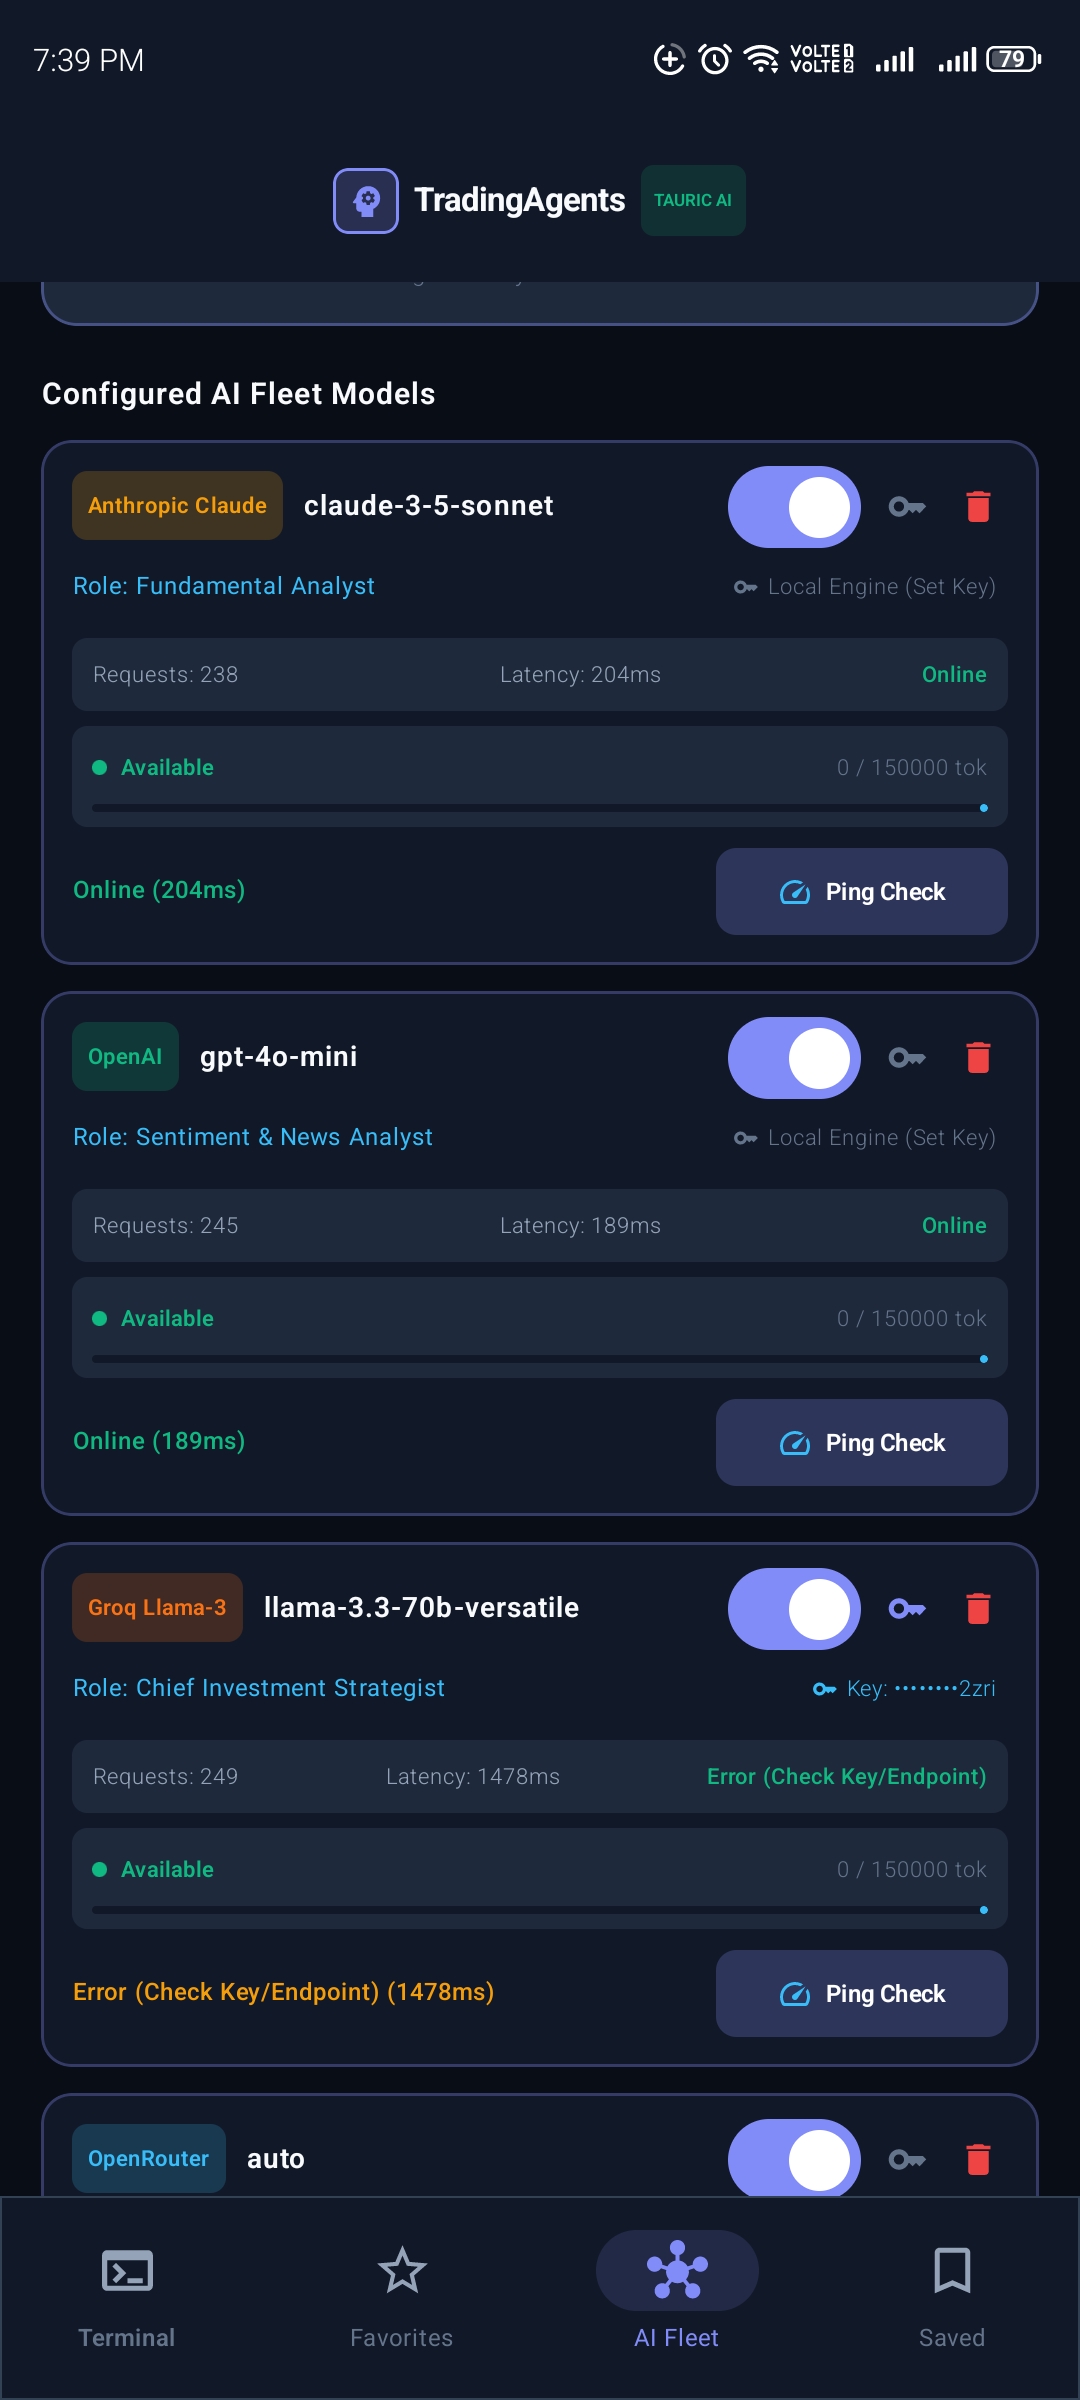 7:39 PM
VoLTE 1
VoLTE 2
79
TradingAgents
TAURIC AI
Configured AI Fleet Models
Anthropic Claude
claude-3-5-sonnet
Role: Fundamental Analyst
Local Engine (Set Key)
Requests: 238
Latency: 204ms
Online
Available
0 / 150000 tok
Online (204ms)
Ping Check
OpenAI
gpt-4o-mini
Role: Sentiment & News Analyst
Local Engine (Set Key)
Requests: 245
Latency: 189ms
Online
Available
0 / 150000 tok
Online (189ms)
Ping Check
Groq Llama-3
llama-3.3-70b-versatile
Role: Chief Investment Strategist
Key: ••••••••2zri
Requests: 249
Latency: 1478ms
Error (Check Key/Endpoint)
Available
0 / 150000 tok
Error (Check Key/Endpoint) (1478ms)
Ping Check
OpenRouter
auto
Terminal
Favorites
AI Fleet
Saved